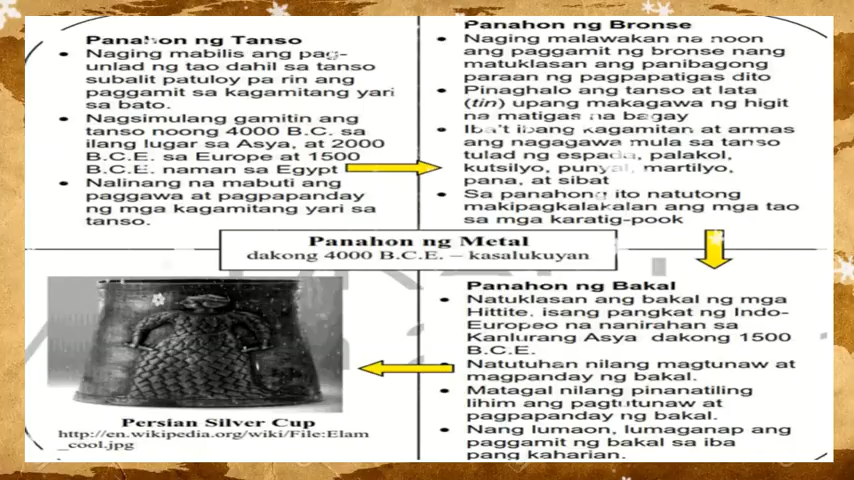 Panahon ng Tanso
• Naging mabilis ang pag-
unlad ng tao dahil sa tanso
subalit patuloy pa rin ang
paggamit sa kagamitang yari
sa bato.
• Nagsimulang gamitin ang
tanso noong 4000 B.C. sa
ilang lugar sa Asya, at 2000
B.C.E. sa Europe at 1500
B.C.E. naman sa Egypt
• Nalinang na mabuti ang
paggawa at pagpapanday
ng mga kagamitang yari sa
tanso.
Panahon ng Bronse
• Naging malawakan na noon
ang paggamit ng bronse nang
matuklasan ang panibagong
paraan ng pagpapatigas dito
• Pinaghalo ang tanso at lata
(tin) upang makagawa ng higit
na matigas na bagay
• Iba't ibang kagamitan at armas
ang nagagawa mula sa tanso
tulad ng espada, palakol,
kutsilyo, punyal, martilyo,
pana, at sibat
• Sa panahong ito natutong
makipagkalakalan ang mga tao
sa mga karatig-pook
Panahon ng Metal
dakong 4000 B.C.E. – kasalukuyan
Panahon ng Bakal
• Natuklasan ang bakal ng mga
Hittite, isang pangkat ng Indo-
Europeo na nanirahan sa
Kanlurang Asya dakong 1500
B.C.E.
• Natutuhan nilang magtunaw at
magpanday ng bakal.
• Matagal nilang pinanatiling
lihim ang pagtutunaw at
pagpapanday ng bakal.
• Nang lumaon, lumaganap ang
paggamit ng bakal sa iba
pang kaharian.
Persian Silver Cup
http://en.wikipedia.org/wiki/File:Elam
_cool.jpg